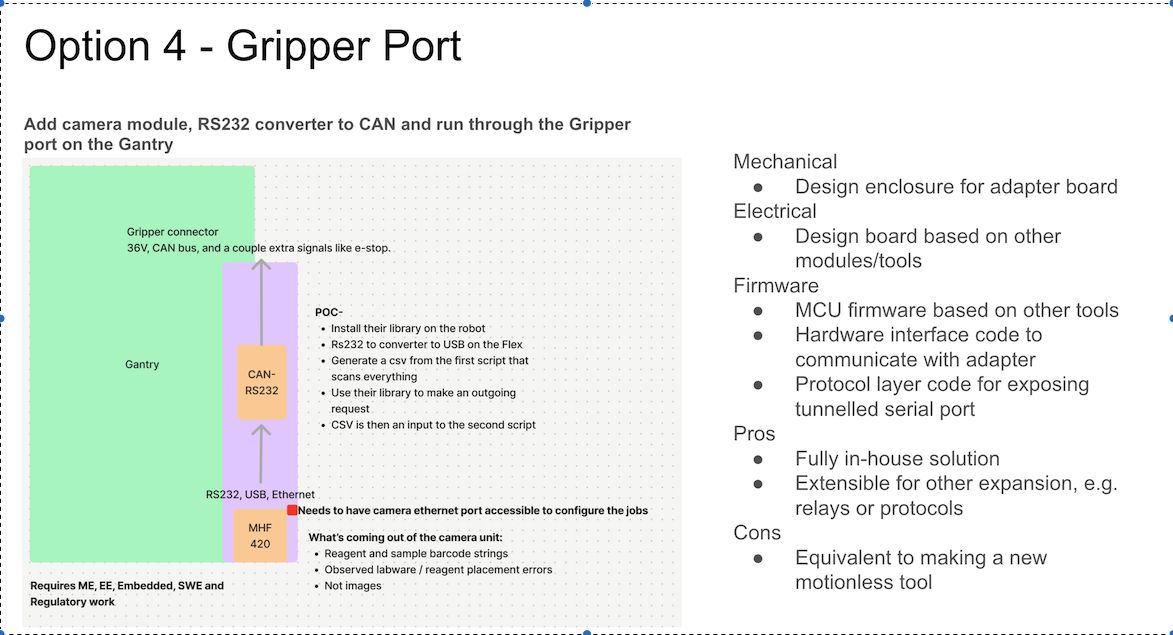 Option 4 - Gripper Port
Add camera module, RS232 converter to CAN and run through the Gripper
port on the Gantry
Gripper connector
36V, CAN bus, and a couple extra signals like e-stop.
Gantry
CAN-
RS232
RS232, USB, Ethernet
MHF
420
POC-
• Install their library on the robot
• Rs232 to converter to USB on the Flex
• Generate a csv from the first script that
scans everything
• Use their library to make an outgoing
request
• CSV is then an input to the second script
Needs to have camera ethernet port accessible to configure the jobs
What's coming out of the camera unit:
• Reagent and sample barcode strings
• Observed labware / reagent placement errors
• Not images
Requires ME, EE, Embedded, SWE and
Regulatory work
Mechanical
● Design enclosure for adapter board
Electrical
● Design board based on other
modules/tools
Firmware
● MCU firmware based on other tools
● Hardware interface code to
communicate with adapter
● Protocol layer code for exposing
tunnelled serial port
Pros
● Fully in-house solution
● Extensible for other expansion, e.g.
relays or protocols
Cons
● Equivalent to making a new
motionless tool